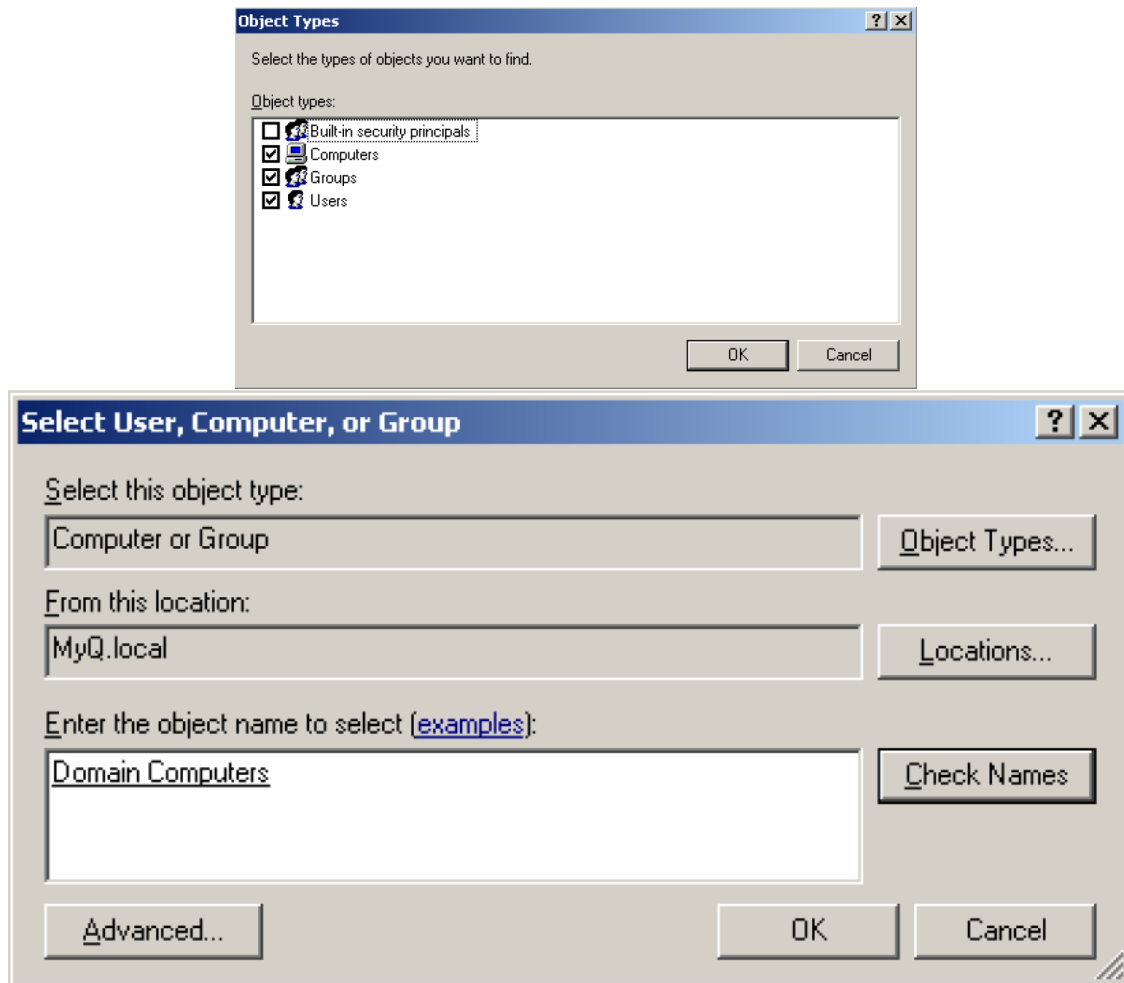 Object Types
Select the types of objects you want to find.
Object types:
Built-in security principals
Computers
Groups
Users
OK Cancel
Select User, Computer, or Group
Select this object type:
Computer or Group Object Types...
From this location:
MyQ.local Locations...
Enter the object name to select (examples):
Domain Computers Check Names
Advanced... OK Cancel